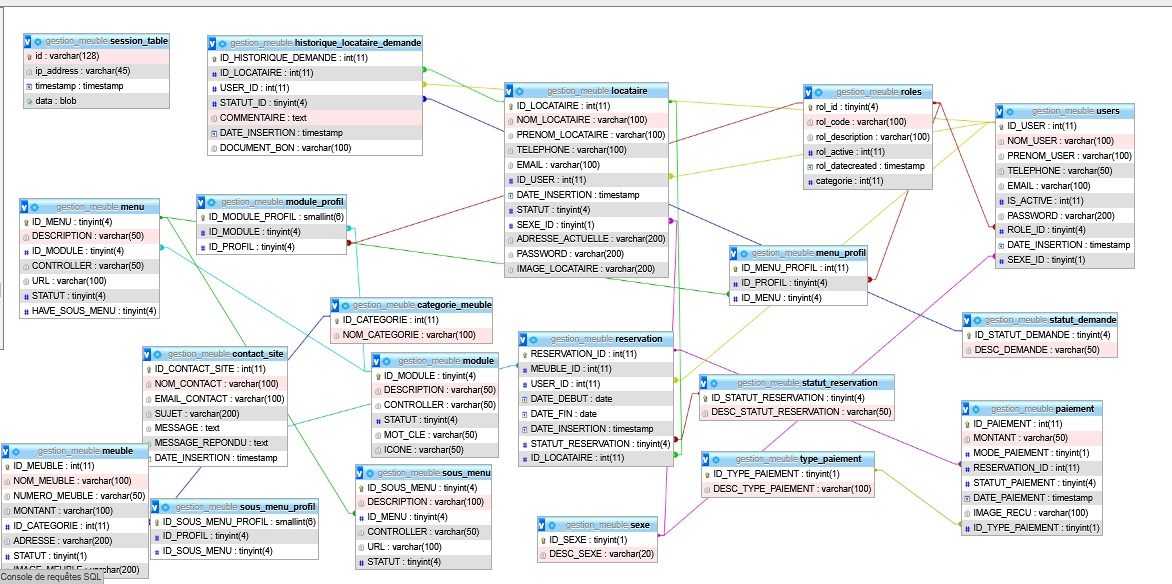 gestion_meuble session_table
id : varchar(128)
ip_address : varchar(45)
timestamp : timestamp
data : blob
gestion_meuble historique_locataire_demande
ID_HISTORIQUE_DEMANDE : int(11)
ID_LOCATAIRE : int(11)
USER_ID : int(11)
STATUT_ID : tinyint(4)
COMMENTAIRE : text
DATE_INSERTION : timestamp
DOCUMENT_BON : varchar(100)
gestion_meuble locataire
ID_LOCATAIRE : int(11)
NOM_LOCATAIRE : varchar(100)
PRENOM_LOCATAIRE : varchar(100)
TELEPHONE : varchar(100)
EMAIL : varchar(100)
ID_USER : int(11)
DATE_INSERTION : timestamp
STATUT : tinyint(4)
SEXE_ID : tinyint(1)
ADRESSE_ACTUELLE : varchar(200)
PASSWORD : varchar(200)
IMAGE_LOCATAIRE : varchar(200)
gestion_meuble roles
rol_id : tinyint(4)
rol_code : varchar(100)
rol_description : varchar(100)
rol_active : int(11)
rol_datecreated : timestamp
categorie : int(11)
gestion_meuble users
ID_USER : int(11)
NOM_USER : varchar(100)
PRENOM_USER : varchar(100)
TELEPHONE : varchar(50)
EMAIL : varchar(100)
IS_ACTIVE : int(11)
PASSWORD : varchar(200)
ROLE_ID : tinyint(4)
DATE_INSERTION : timestamp
SEXE_ID : tinyint(1)
gestion_meuble menu
ID_MENU : tinyint(4)
DESCRIPTION : varchar(50)
ID_MODULE : tinyint(4)
CONTROLLER : varchar(50)
URL : varchar(100)
STATUT : tinyint(4)
HAVE_SOUS_MENU : tinyint(4)
gestion_meuble module_profil
ID_MODULE_PROFIL : smallint(6)
ID_MODULE : tinyint(4)
ID_PROFIL : tinyint(4)
gestion_meuble menu_profil
ID_MENU_PROFIL : int(11)
ID_PROFIL : tinyint(4)
ID_MENU : tinyint(4)
gestion_meuble categorie_meuble
ID_CATEGORIE : int(11)
NOM_CATEGORIE : varchar(100)
gestion_meuble statut_demande
ID_STATUT_DEMANDE : tinyint(4)
DESC_DEMANDE : varchar(50)
gestion_meuble contact_site
ID_CONTACT_SITE : int(11)
NOM_CONTACT : varchar(100)
EMAIL_CONTACT : varchar(100)
SUJET : varchar(200)
MESSAGE : text
MESSAGE_REPONDU : text
DATE_INSERTION : timestamp
gestion_meuble module
ID_MODULE : tinyint(4)
DESCRIPTION : varchar(50)
CONTROLLER : varchar(50)
STATUT : tinyint(4)
MOT_CLE : varchar(50)
ICONE : varchar(50)
gestion_meuble reservation
RESERVATION_ID : int(11)
MEUBLE_ID : int(11)
USER_ID : int(11)
DATE_DEBUT : date
DATE_FIN : date
DATE_INSERTION : timestamp
STATUT_RESERVATION : tinyint(4)
ID_LOCATAIRE : int(11)
gestion_meuble statut_reservation
ID_STATUT_RESERVATION : tinyint(4)
DESC_STATUT_RESERVATION : varchar(50)
gestion_meuble paiement
ID_PAIEMENT : int(11)
MONTANT : varchar(50)
MODE_PAIEMENT : tinyint(1)
RESERVATION_ID : int(11)
STATUT_PAIEMENT : tinyint(4)
DATE_PAIEMENT : timestamp
IMAGE_RECU : varchar(100)
ID_TYPE_PAIEMENT : tinyint(1)
gestion_meuble meuble
ID_MEUBLE : int(11)
NOM_MEUBLE : varchar(100)
NUMERO_MEUBLE : varchar(50)
MONTANT : varchar(100)
ID_CATEGORIE : int(11)
ADRESSE : varchar(200)
STATUT : tinyint(1)
IMAGE_MEUBLE : varchar(200)
gestion_meuble sous_menu_profil
ID_SOUS_MENU_PROFIL : smallint(6)
ID_PROFIL : tinyint(4)
ID_SOUS_MENU : tinyint(4)
gestion_meuble sous_menu
ID_SOUS_MENU : tinyint(4)
DESCRIPTION : varchar(100)
ID_MENU : tinyint(4)
CONTROLLER : varchar(50)
URL : varchar(100)
STATUT : tinyint(4)
gestion_meuble type_paiement
ID_TYPE_PAIEMENT : tinyint(1)
DESC_TYPE_PAIEMENT : varchar(100)
gestion_meuble sexe
ID_SEXE : tinyint(1)
DESC_SEXE : varchar(20)
Console de requêtes SQL